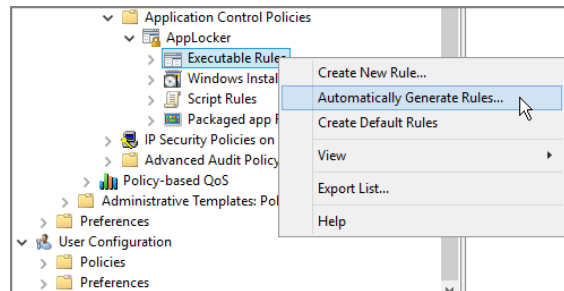 Application Control Policies
AppLocker
Executable Rules
Windows Instal
Script Rules
Packaged app
IP Security Policies on
Advanced Audit Policy
Policy-based QoS
Administrative Templates: Pol
Preferences
User Configuration
Policies
Preferences
Create New Rule...
Automatically Generate Rules...
Create Default Rules
View
Export List...
Help